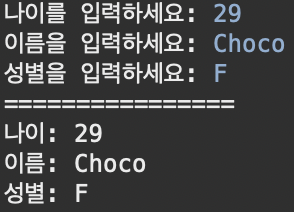 나이를 입력하세요: 29
이름을 입력하세요: Choco
성별을 입력하세요: F
================
나이: 29
이름: Choco
성별: F